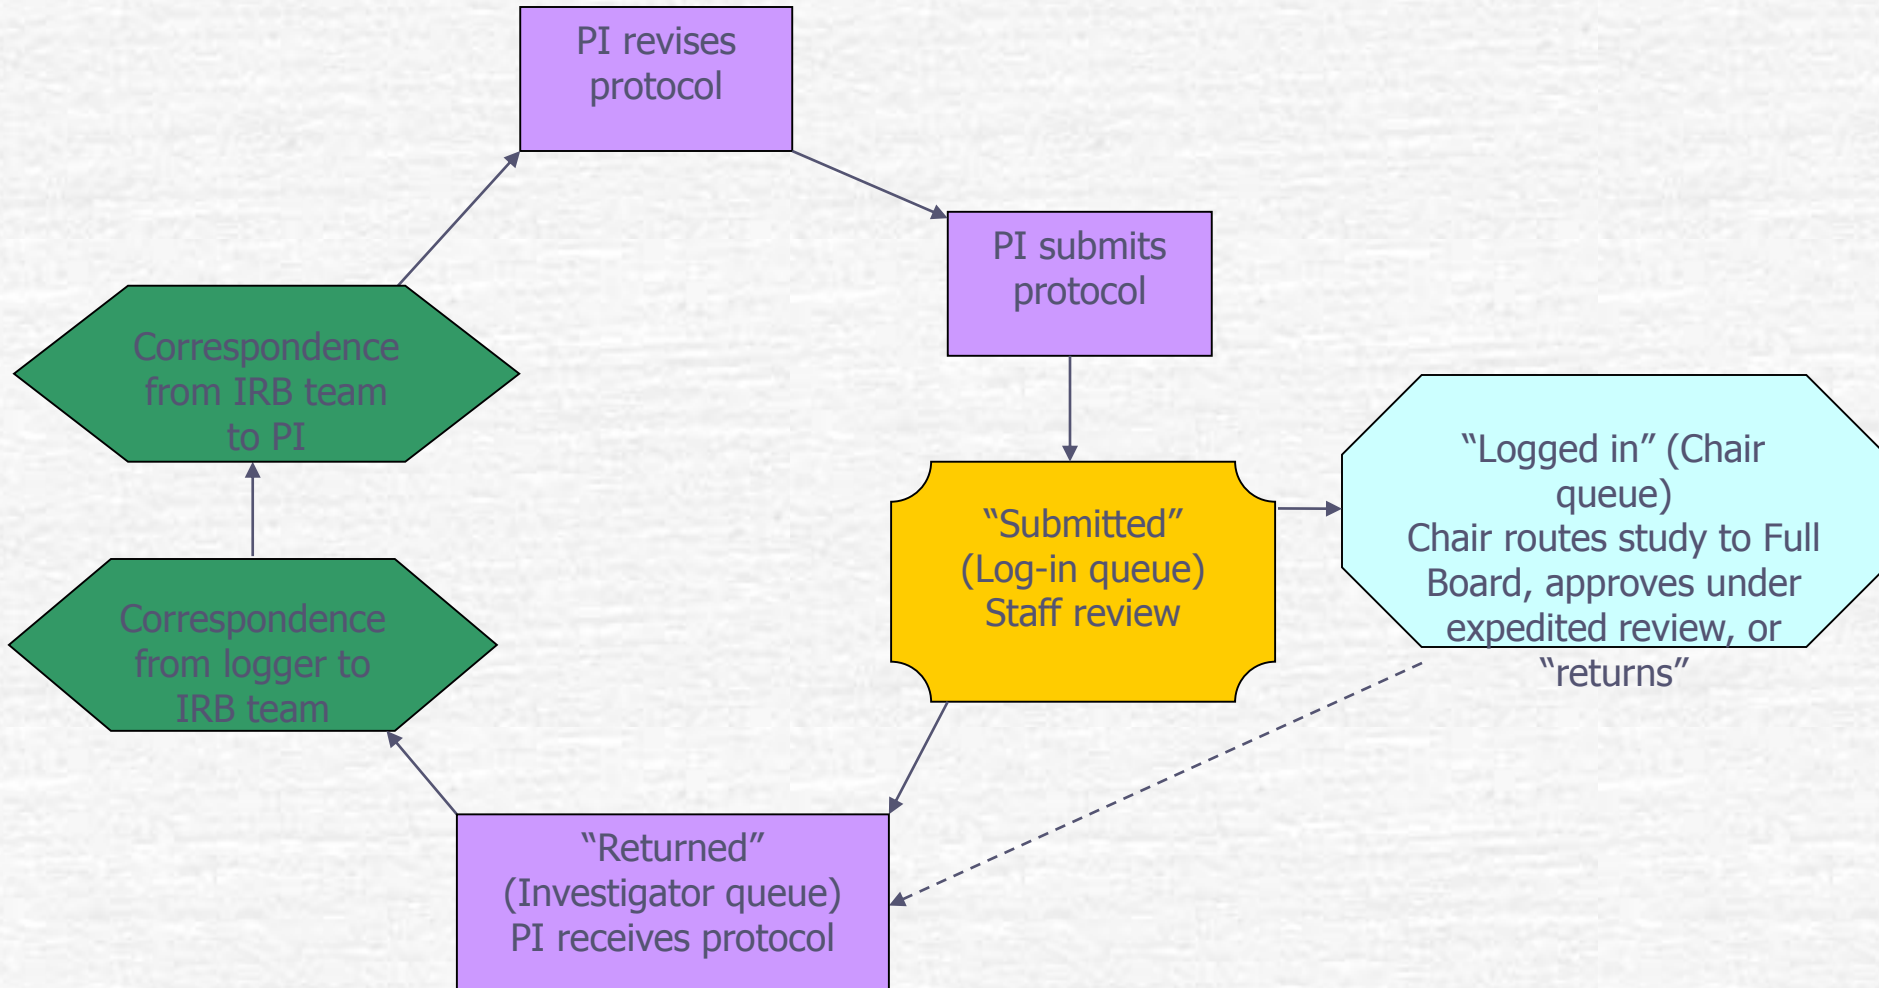 PI revises
protocol
PI submits
protocol
Correspondence
from IRB team
to PI
“Logged in” (Chair
queue)
Chair routes study to Full
Board, approves under
expedited review, or
“returns”
“Submitted”
(Log-in queue)
Staff review
Correspondence
from logger to
IRB team
“Returned”
(Investigator queue)
PI receives protocol